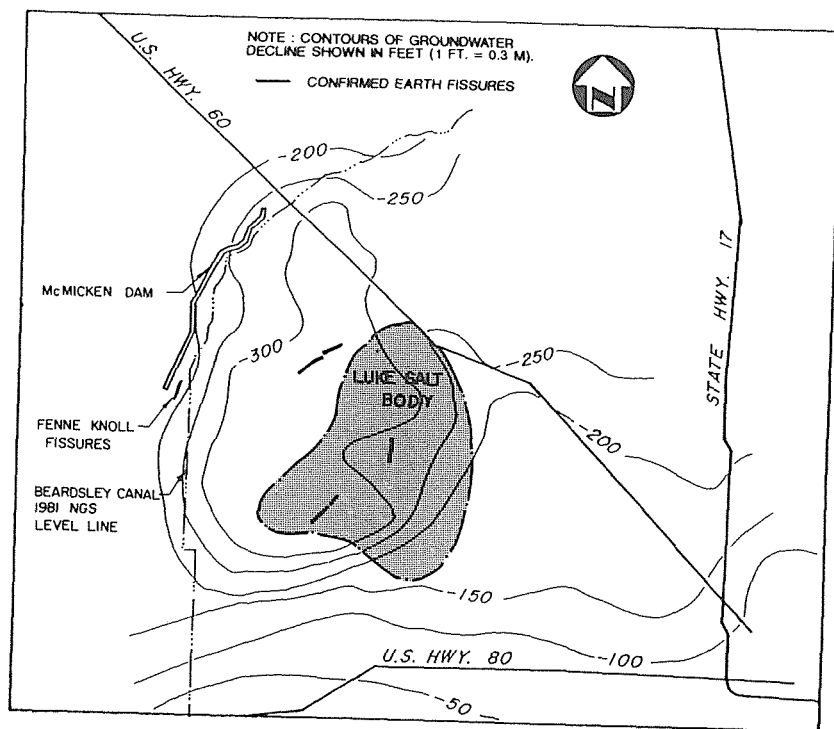 NOTE : CONTOURS OF GROUNDWATER
DECLINE SHOWN IN FEET (1 FT. = 0.3 M).
CONFIRMED EARTH FISSURES
N
U.S. HWY. 60
-200
-250
McMICKEN DAM
STATE HWY. 17
-300
-250
LUKE SALT
BODY
-200
FENNE KNOLL
FISSURES
BEARDSLEY CANAL
1981 NGS
LEVEL LINE
-150
-100
U.S. HWY. 80
-50